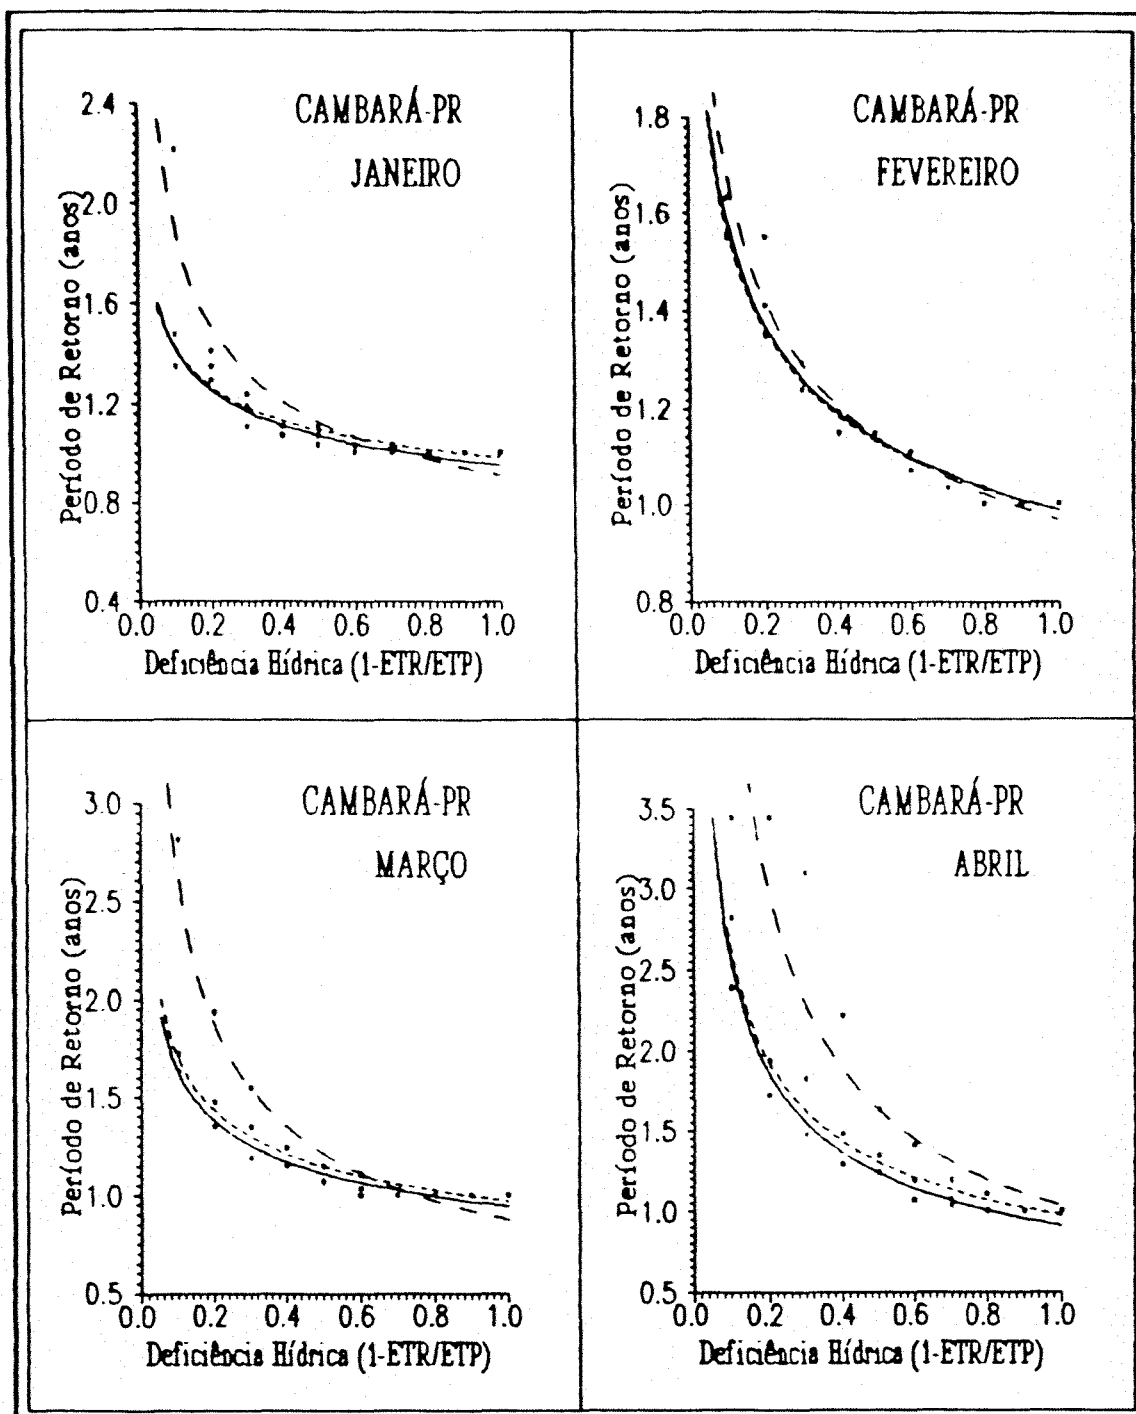 CAMBARÁ-PR
JANEIRO
Período de Retorno (anos)
2.4
2.0
1.6
1.2
0.8
0.4
0.0 0.2 0.4 0.6 0.8 1.0
Deficiência Hídrica (1-ETR/ETP)
CAMBARÁ-PR
FEVEREIRO
Período de Retorno (anos)
1.8
1.6
1.4
1.2
1.0
0.8
0.0 0.2 0.4 0.6 0.8 1.0
Deficiência Hídrica (1-ETR/ETP)
CAMBARÁ-PR
MARÇO
Período de Retorno (anos)
3.0
2.5
2.0
1.5
1.0
0.5
0.0 0.2 0.4 0.6 0.8 1.0
Deficiência Hídrica (1-ETR/ETP)
CAMBARÁ-PR
ABRIL
Período de Retorno (anos)
3.5
3.0
2.5
2.0
1.5
1.0
0.5
0.0 0.2 0.4 0.6 0.8 1.0
Deficiência Hídrica (1-ETR/ETP)